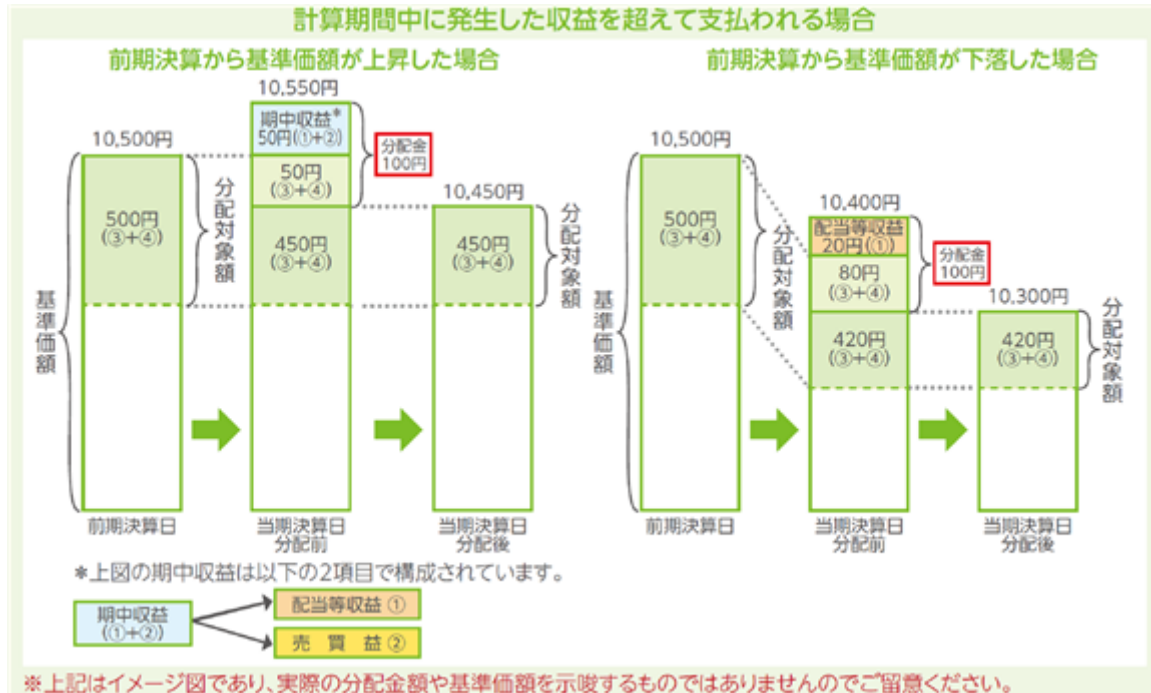 計算期間中に発生した収益を超えて支払われる場合
前期決算から基準価額が上昇した場合
10,500円
500円
(③+④)
基準価額
分配対象額
前期決算日
10,550円
期中収益*
50円(①+②)
50円
(③+④)
450円
(③+④)
分配金
100円
当期決算日
分配前
10,450円
450円
(③+④)
分配対象額
当期決算日
分配後
*上図の期中収益は以下の2項目で構成されています。
期中収益
(①+②)
配当等収益 ①
売 買 益 ②
前期決算から基準価額が下落した場合
10,500円
500円
(③+④)
基準価額
分配対象額
前期決算日
10,400円
配当等収益
20円(①)
80円
(③+④)
420円
(③+④)
分配金
100円
当期決算日
分配前
10,300円
420円
(③+④)
分配対象額
当期決算日
分配後
※上記はイメージ図であり、実際の分配金額や基準価額を示唆するものではありませんのでご留意ください。